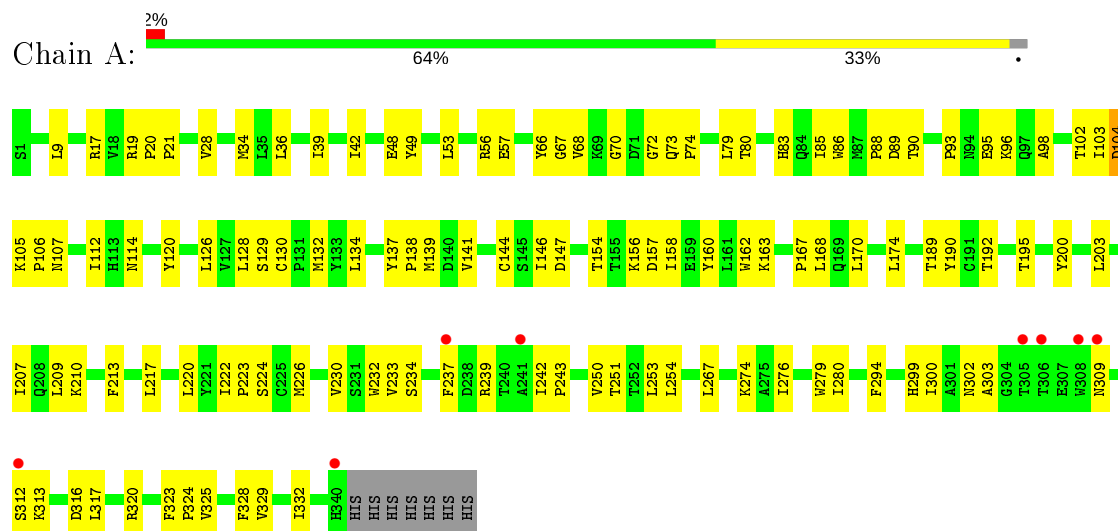 2%
Chain A:
64% 33% •
S1 L9 R17 V18 R19 P20 P21 V28 M34 L35 L36 I39 I42 E48 Y49 L53 R56 E57 Y66 G67 V68 K69 G70 D71 G72 Q73 P74 L79 T80 H83 Q84 I85 W86 M87 P88 D89 T90 P93 N94 E95 K96 Q97 A98 T102 I103 D104
K105 P106 N107 I112 H113 N114 Y120 L126 V127 L128 S129 C130 P131 M132 Y133 L134 Y137 P138 M139 D140 V141 C144 S145 I146 D147 T154 T155 K156 D157 I158 E159 Y160 L161 W162 K163 P167 L168 Q169 L170 L174 T189 Y190 C191 T192 T195 Y200 L203
I207 Q208 L209 K210 F213 L217 L220 Y221 I222 P223 S224 C225 M226 V230 S231 W232 V233 S234 F237 D238 R239 T240 A241 I242 P243 V250 T251 T252 L253 L254 L267 K274 A275 I276 W279 I280 F294 H299 I300 A301 N302 A303 G304 T305 T306 E307 W308 N309
S312 K313 D316 L317 R320 F323 P324 V325 F328 V329 I332 H340 HIS HIS HIS HIS HIS HIS